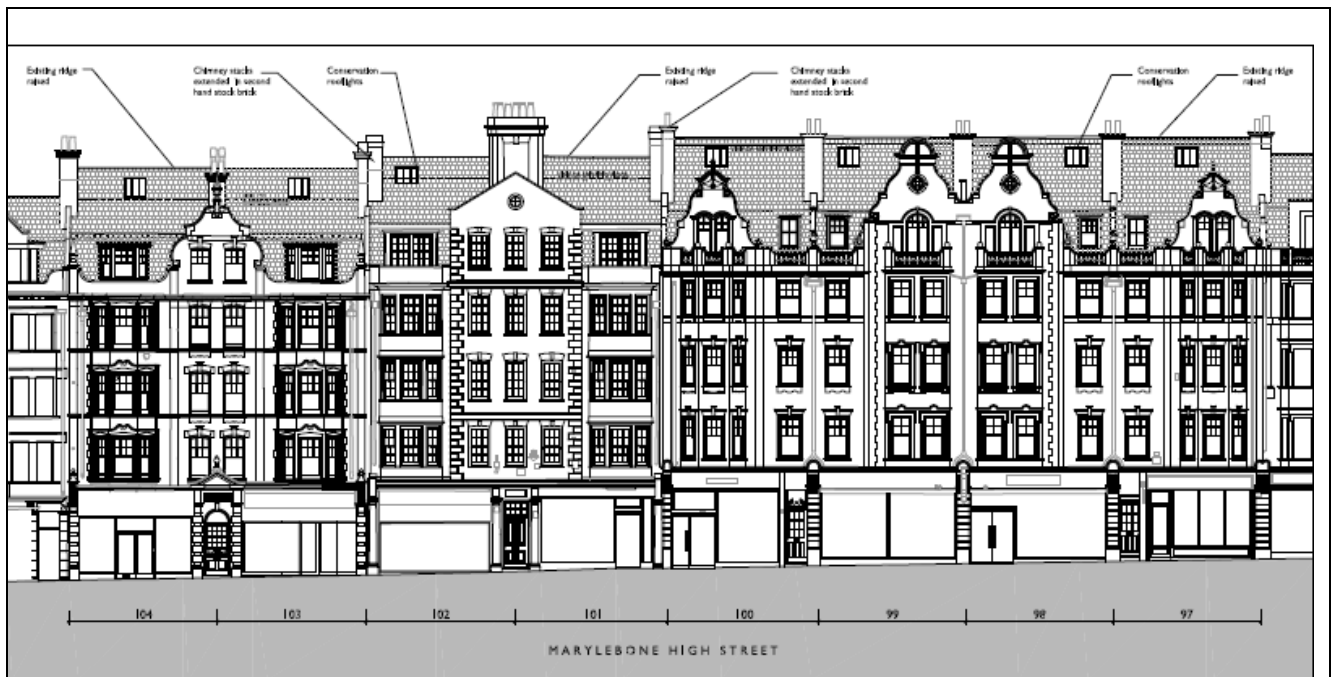 Existing ridge
raised
Chimney stacks
extended in second
hand stock brick
Conservation
rooflights
Existing ridge
raised
Chimney stacks
extended in second
hand stock brick
Conservation
rooflights
Existing ridge
raised
104
103
102
101
100
99
98
97
MARYLEBONE HIGH STREET